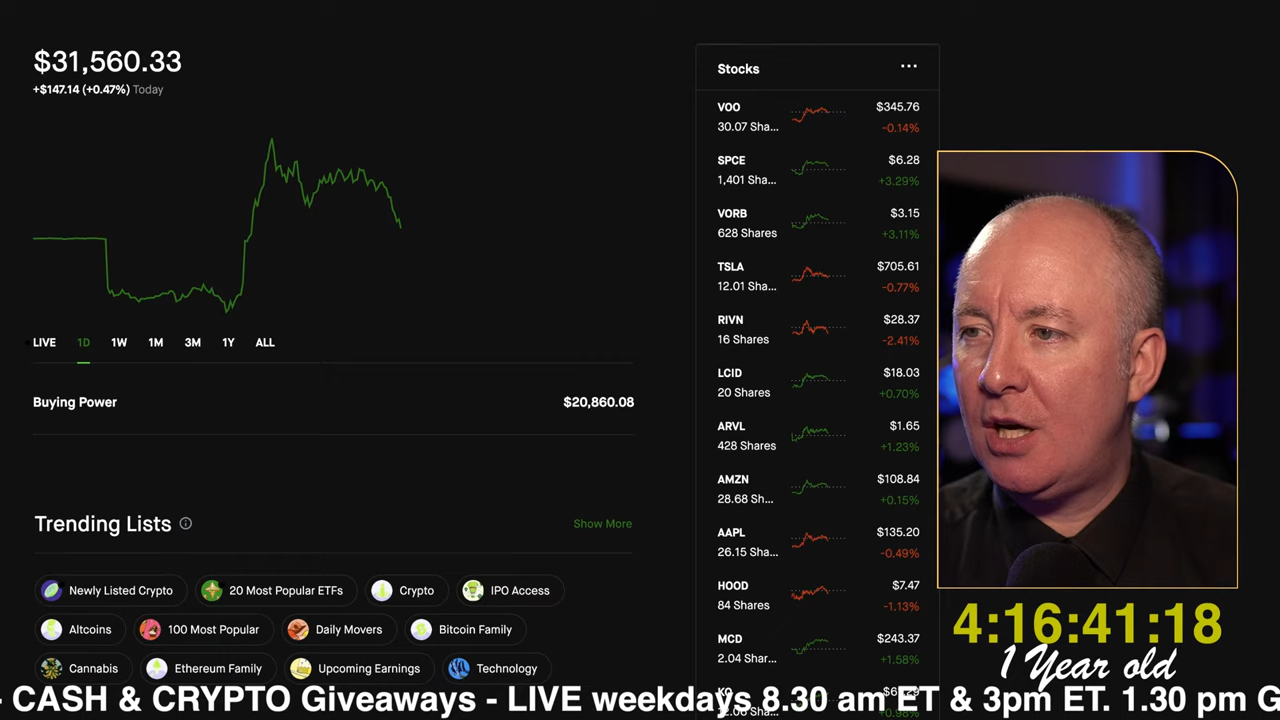 $31,560.33
+$147.14 (+0.47%) Today
LIVE 1D 1W 1M 3M 1Y ALL
Buying Power $20,860.08
Trending Lists
Show More
Newly Listed Crypto 20 Most Popular ETFs Crypto IPO Access
Altcoins 100 Most Popular Daily Movers Bitcoin Family
Cannabis Ethereum Family Upcoming Earnings Technology
Stocks ...
VOO $345.76
30.07 Sha... -0.14%
SPCE $6.28
1,401 Sha... +3.29%
VORB $3.15
628 Shares +3.11%
TSLA $705.61
12.01 Sha... -0.77%
RIVN $28.37
16 Shares -2.41%
LCID $18.03
20 Shares +0.70%
ARVL $1.65
428 Shares +1.23%
AMZN $108.84
28.68 Sh... +0.15%
AAPL $135.20
26.15 Sha... -0.49%
HOOD $7.47
84 Shares -1.13%
MCD $243.37
2.04 Shar... +1.58%
4:16:41:18
1 Year old
- CASH & CRYPTO Giveaways - LIVE weekdays 8.30 am ET & 3pm ET. 1.30 pm G